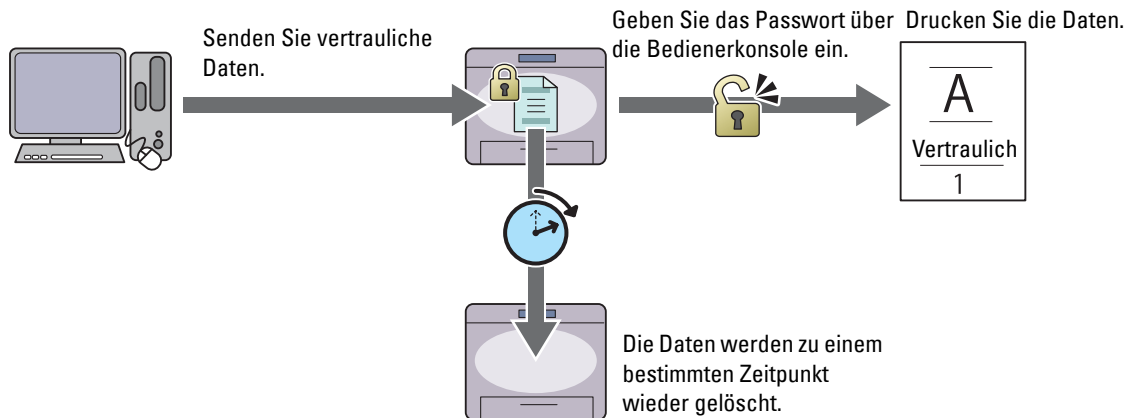 Senden Sie vertrauliche
Daten.
Geben Sie das Passwort über
die Bedienerkonsole ein.
Drucken Sie die Daten.
A
Vertraulich
1
Die Daten werden zu einem
bestimmten Zeitpunkt
wieder gelöscht.